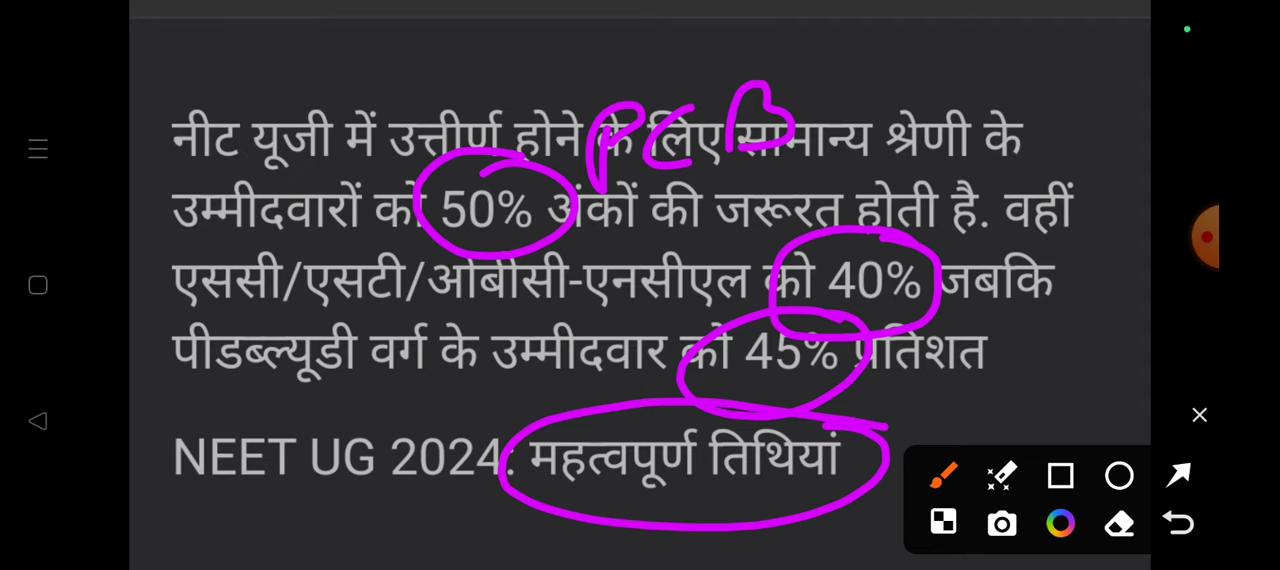 PCB
नीट यूजी में उत्तीर्ण होने के लिए सामान्य श्रेणी के
उम्मीदवारों को 50% अंकों की जरूरत होती है. वहीं
एससी/एसटी/ओबीसी-एनसीएल को 40% जबकि
पीडब्ल्यूडी वर्ग के उम्मीदवार को 45% प्रतिशत
NEET UG 2024: महत्वपूर्ण तिथियां